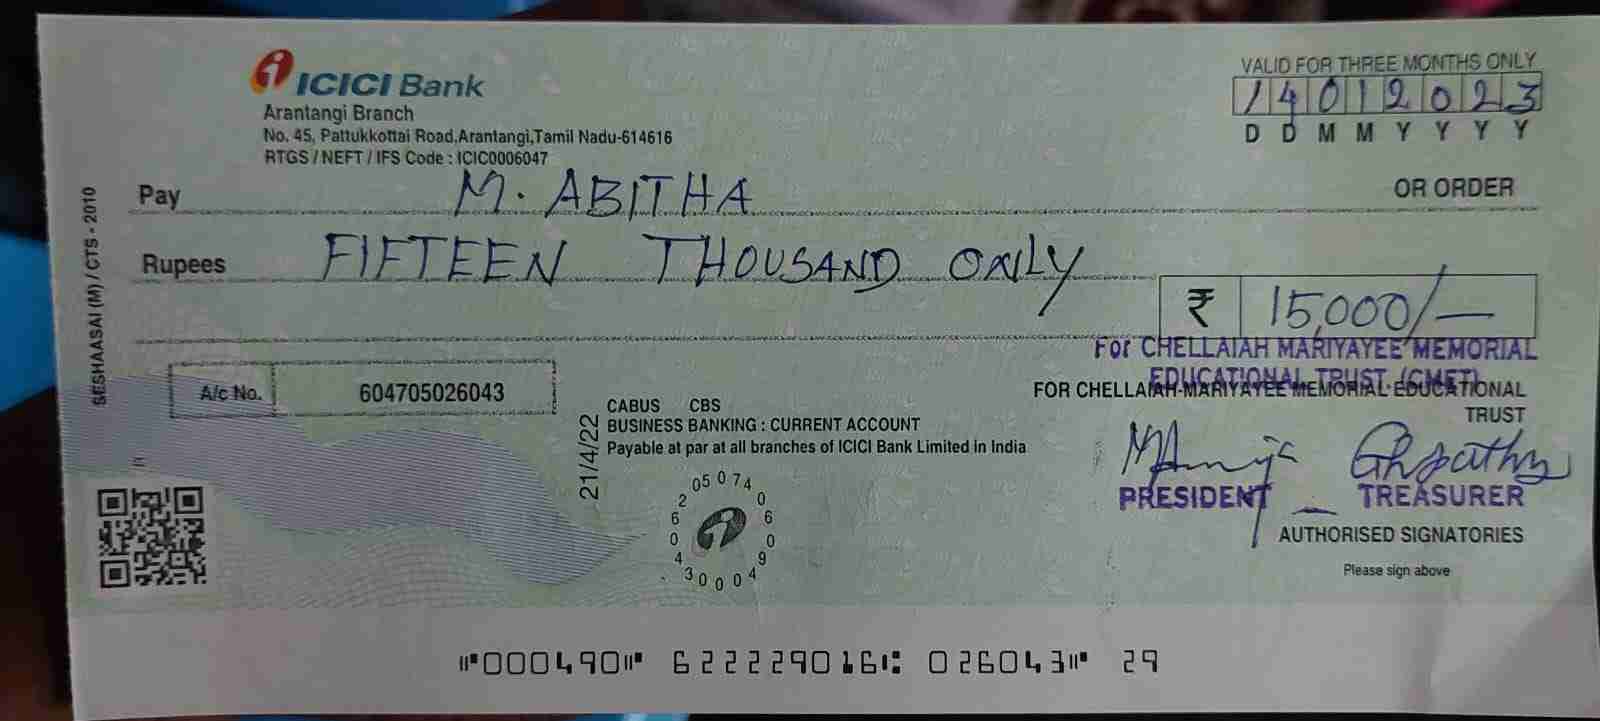 ICICI Bank
Arantangi Branch
No. 45, Pattukkottai Road,Arantangi,Tamil Nadu-614616
RTGS / NEFT / IFS Code : ICIC0006047
VALID FOR THREE MONTHS ONLY
14012023
D D M M Y Y Y Y
Pay M. ABITHA OR ORDER
Rupees FIFTEEN THOUSAND ONLY
₹ 15,000/-
For CHELLAIAH MARIYAYEE MEMORIAL
EDUCATIONAL TRUST (CMET)
FOR CHELLAIAH-MARIYAYEE MEMORIAL EDUCATIONAL
TRUST
A/c No. 604705026043
SESHAASAI (M) / CTS - 2010
21/4/22
CABUS CBS
BUSINESS BANKING : CURRENT ACCOUNT
Payable at par at all branches of ICICI Bank Limited in India
PRESIDENT TREASURER
AUTHORISED SIGNATORIES
Please sign above
⑈000490⑈ 622229016⑆ 026043⑈ 29